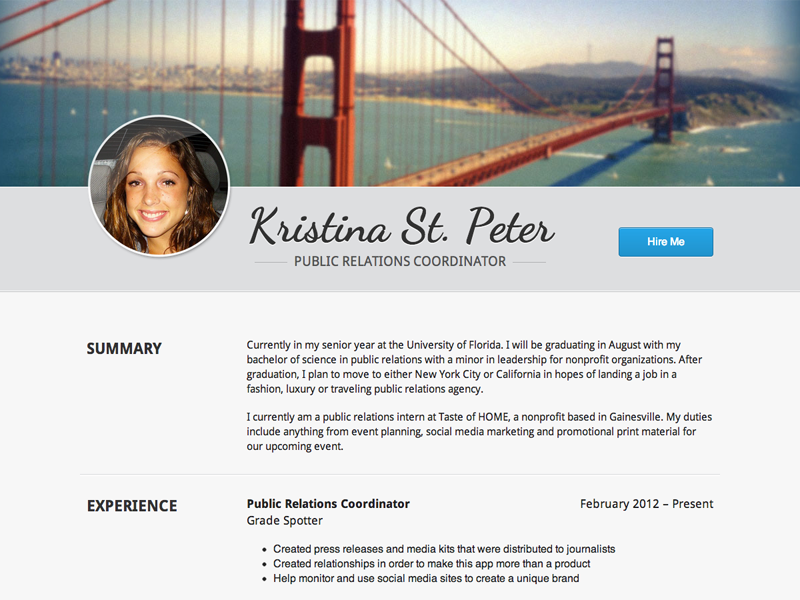 Kristina St. Peter
PUBLIC RELATIONS COORDINATOR
Hire Me
SUMMARY
Currently in my senior year at the University of Florida. I will be graduating in August with my
bachelor of science in public relations with a minor in leadership for nonprofit organizations. After
graduation, I plan to move to either New York City or California in hopes of landing a job in a
fashion, luxury or traveling public relations agency.
I currently am a public relations intern at Taste of HOME, a nonprofit based in Gainesville. My duties
include anything from event planning, social media marketing and promotional print material for
our upcoming event.
EXPERIENCE
Public Relations Coordinator
February 2012 – Present
Grade Spotter
• Created press releases and media kits that were distributed to journalists
• Created relationships in order to make this app more than a product
• Help monitor and use social media sites to create a unique brand